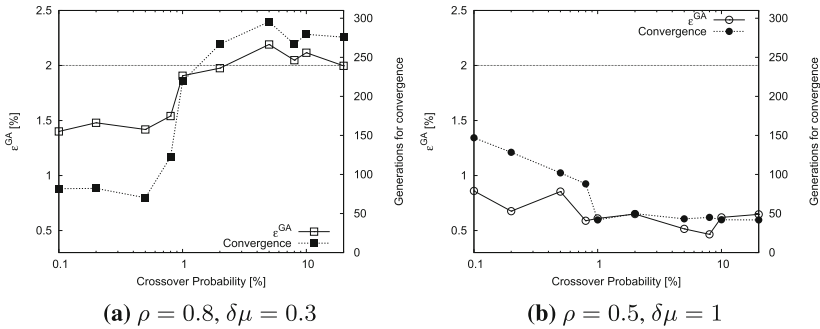 2.5
2
1.5
1
0.5
ε^GA [%]
300
250
200
150
100
50
0
Generations for convergence
ε^GA
Convergence
0.1
1
10
Crossover Probability [%]
(a) ρ = 0.8, δμ = 0.3
2.5
2
1.5
1
0.5
ε^GA [%]
300
250
200
150
100
50
0
Generations for convergence
ε^GA
Convergence
0.1
1
10
Crossover Probability [%]
(b) ρ = 0.5, δμ = 1